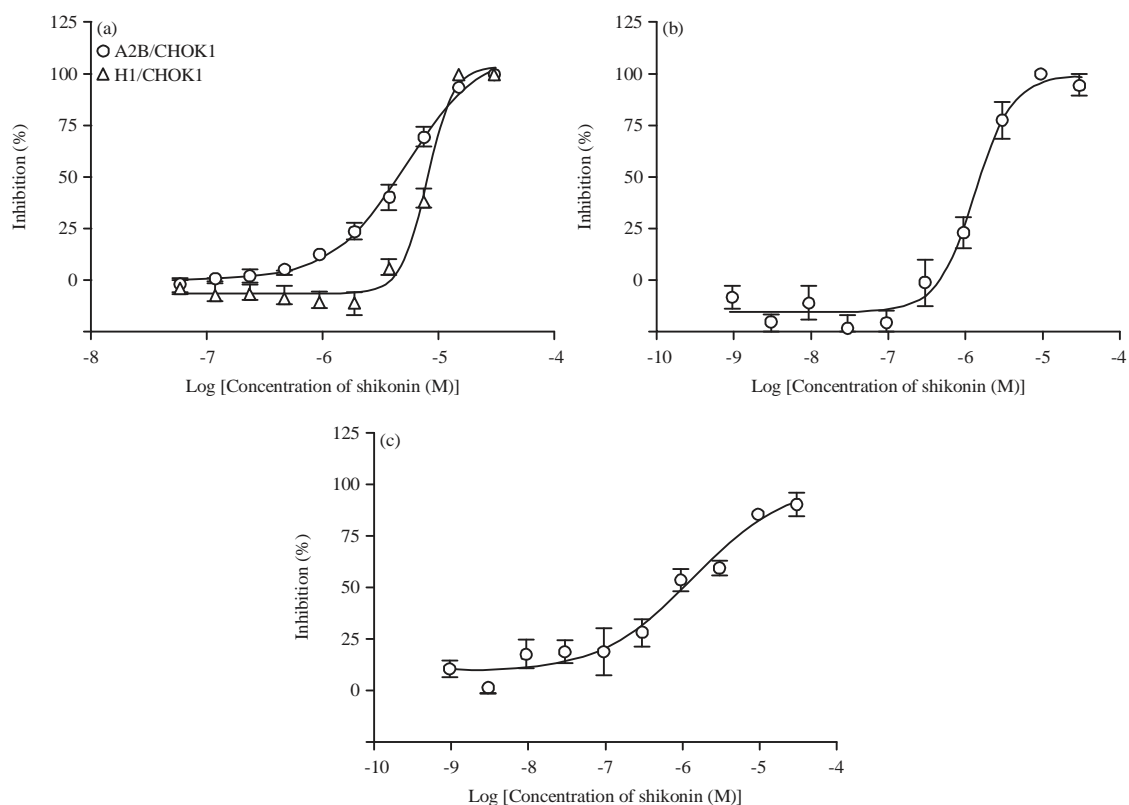 (a)
A2B/CHOK1
H1/CHOK1
125
100
75
50
25
0
Inhibition (%)
-8 -7 -6 -5 -4
Log [Concentration of shikonin (M)]
(b)
125
100
75
50
25
0
Inhibition (%)
-10 -9 -8 -7 -6 -5 -4
Log [Concentration of shikonin (M)]
(c)
125
100
75
50
25
0
Inhibition (%)
-10 -9 -8 -7 -6 -5 -4
Log [Concentration of shikonin (M)]